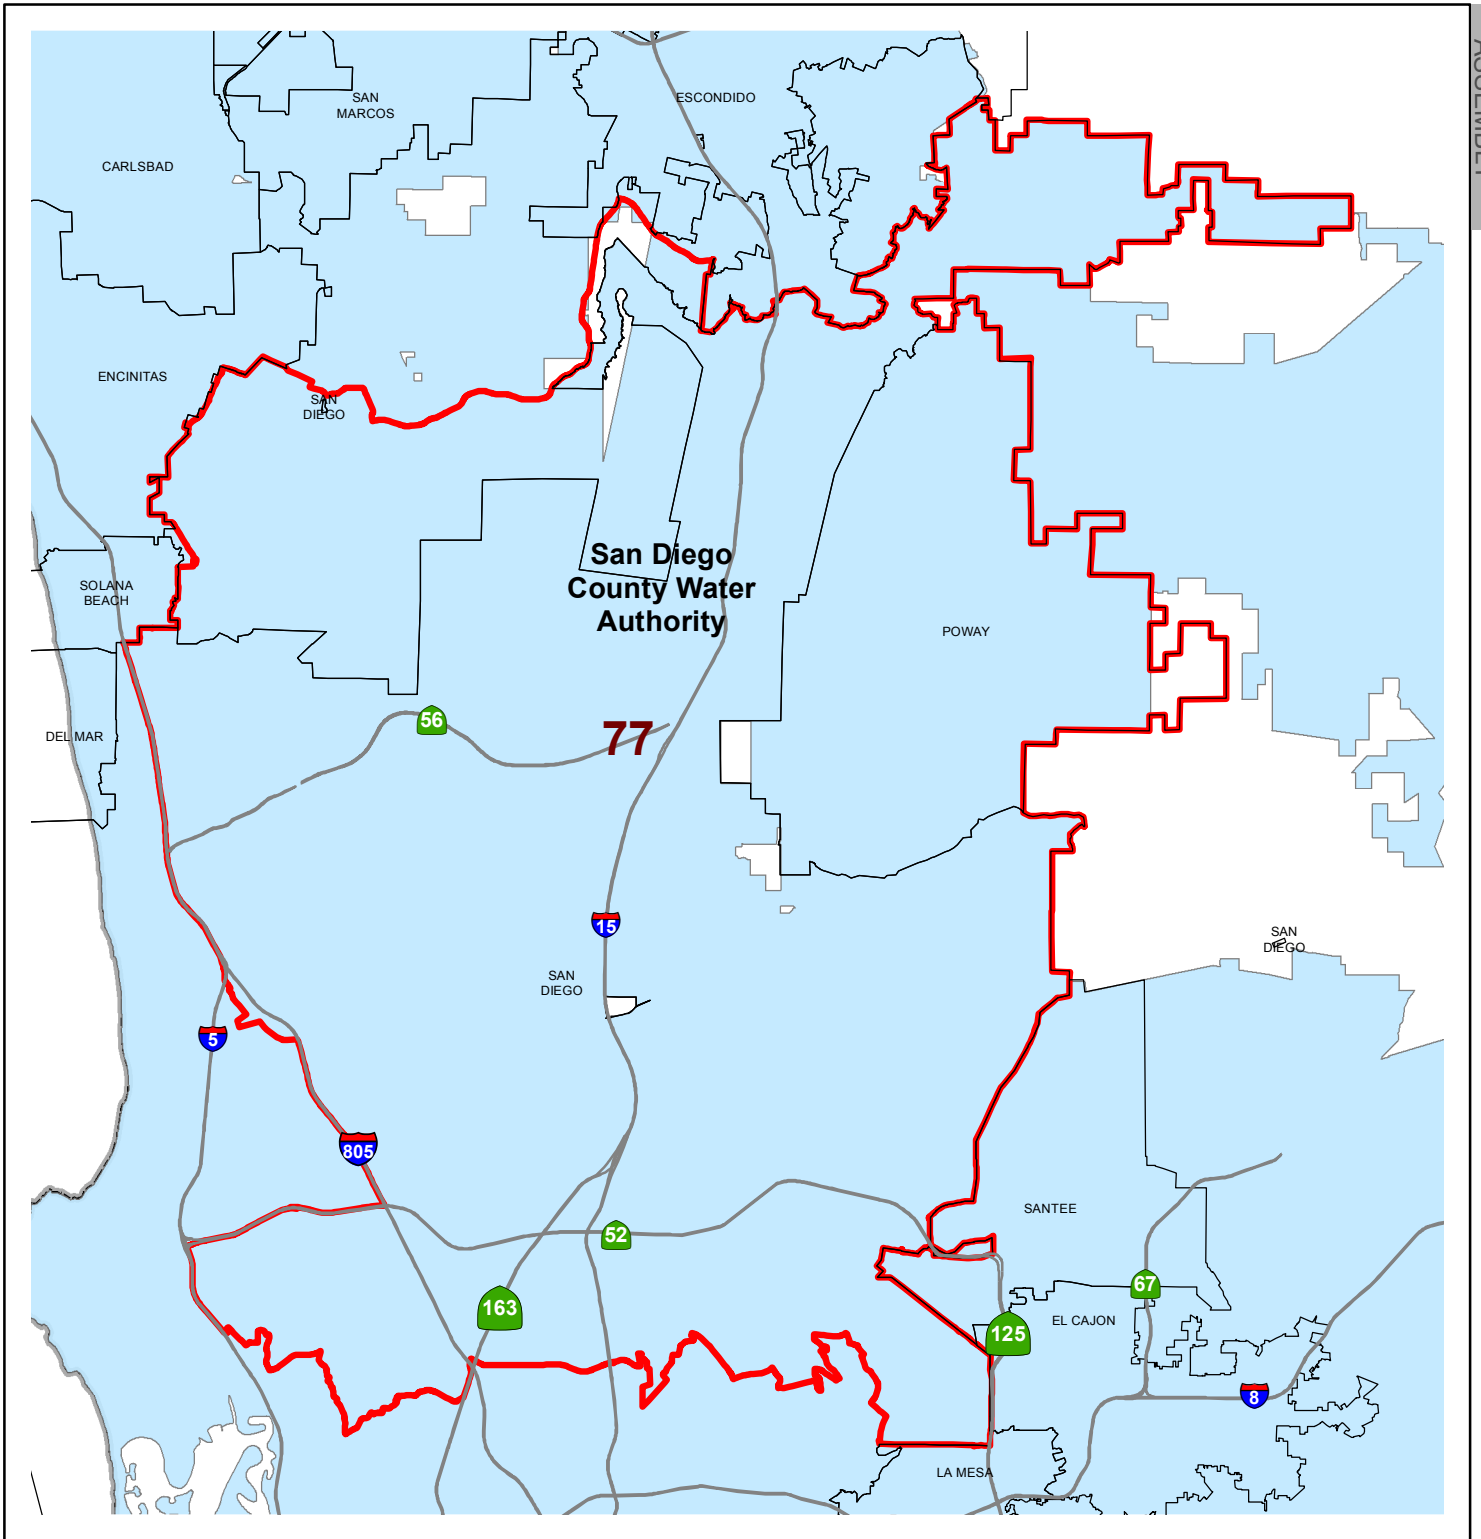 ASSEMBLY
ESCONDIDO
SAN
MARCOS
CARLSBAD
ENCINITAS
SAN
DIEGO
San Diego
County Water
Authority
SOLANA
BEACH
POWAY
56
77
DEL MAR
15
SAN
DIEGO
SAN
DIEGO
5
805
SANTEE
52
67
163
EL CAJON
125
8
LA MESA